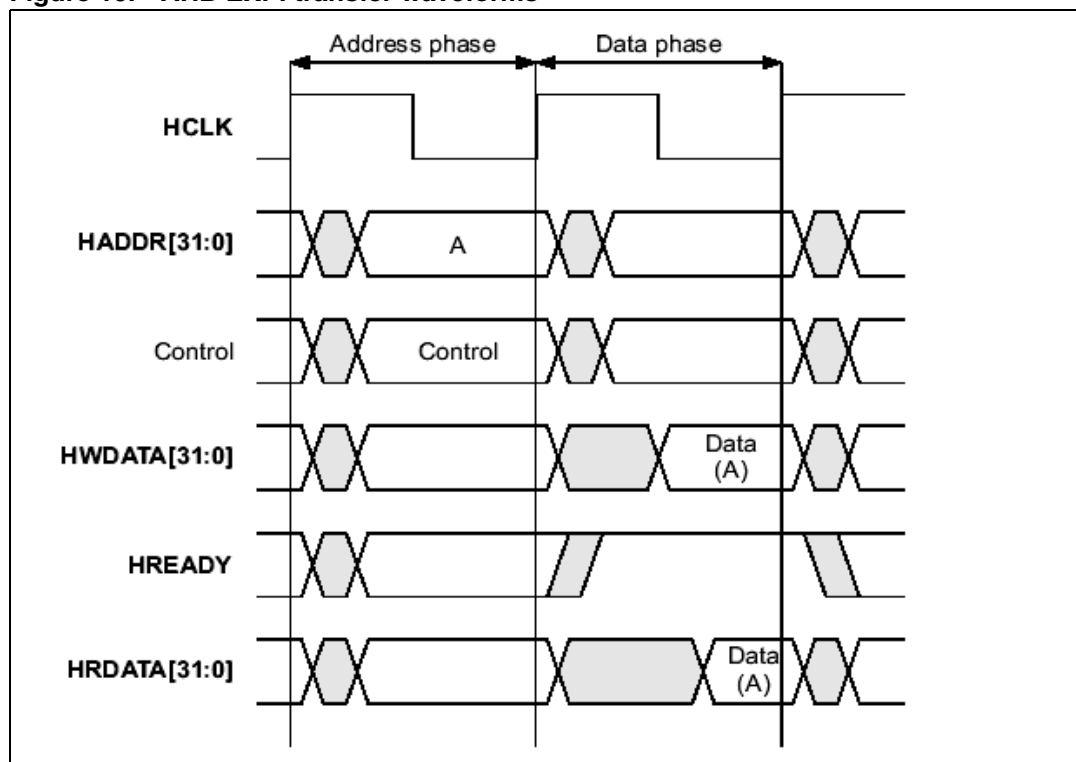 Address phase Data phase
HCLK
HADDR[31:0] A
Control Control
HWDATA[31:0] Data
(A)
HREADY
HRDATA[31:0] Data
(A)